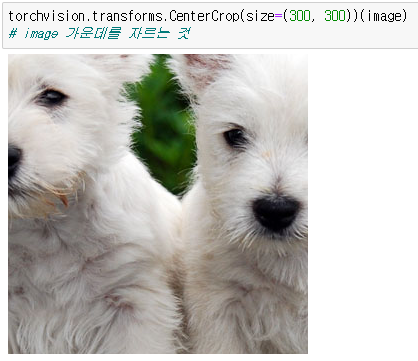 torchvision.transforms.CenterCrop(size=(300, 300))(image)
# image 가운데를 자르는 것